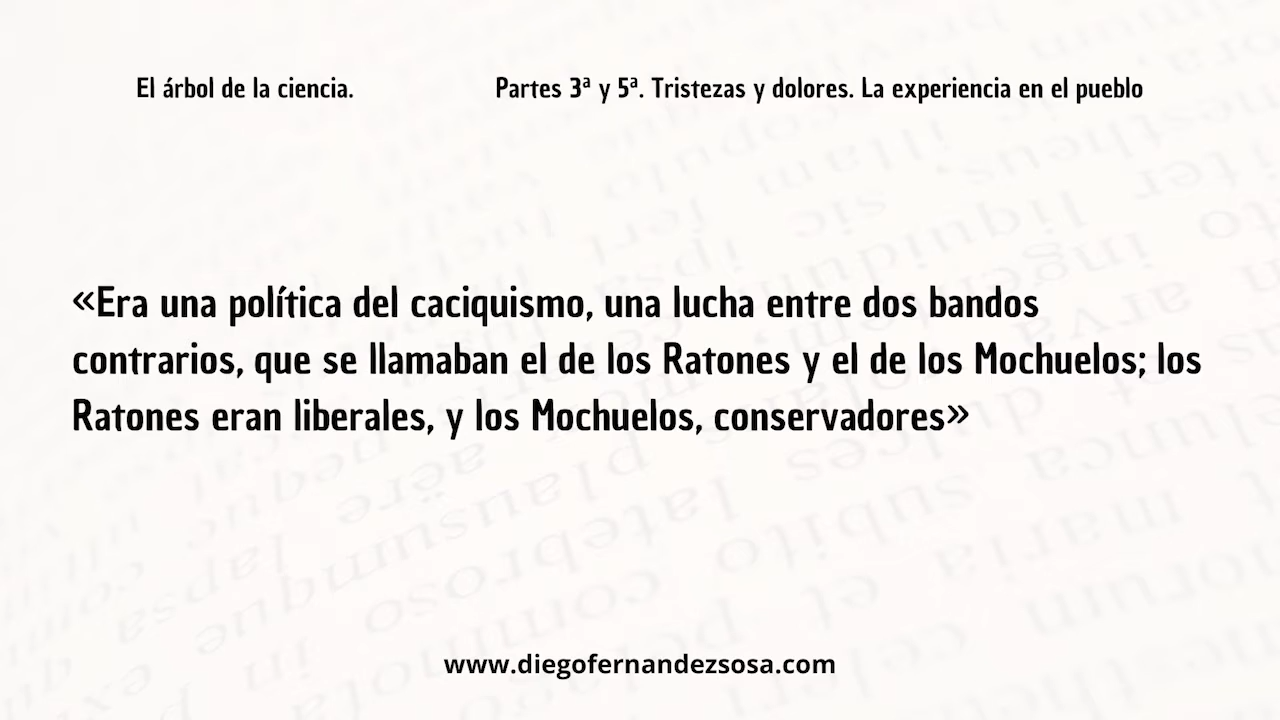 El árbol de la ciencia.
Partes 3ª y 5ª. Tristezas y dolores. La experiencia en el pueblo
«Era una política del caciquismo, una lucha entre dos bandos
contrarios, que se llamaban el de los Ratones y el de los Mochuelos; los
Ratones eran liberales, y los Mochuelos, conservadores»
www.diegofernandezsosa.com